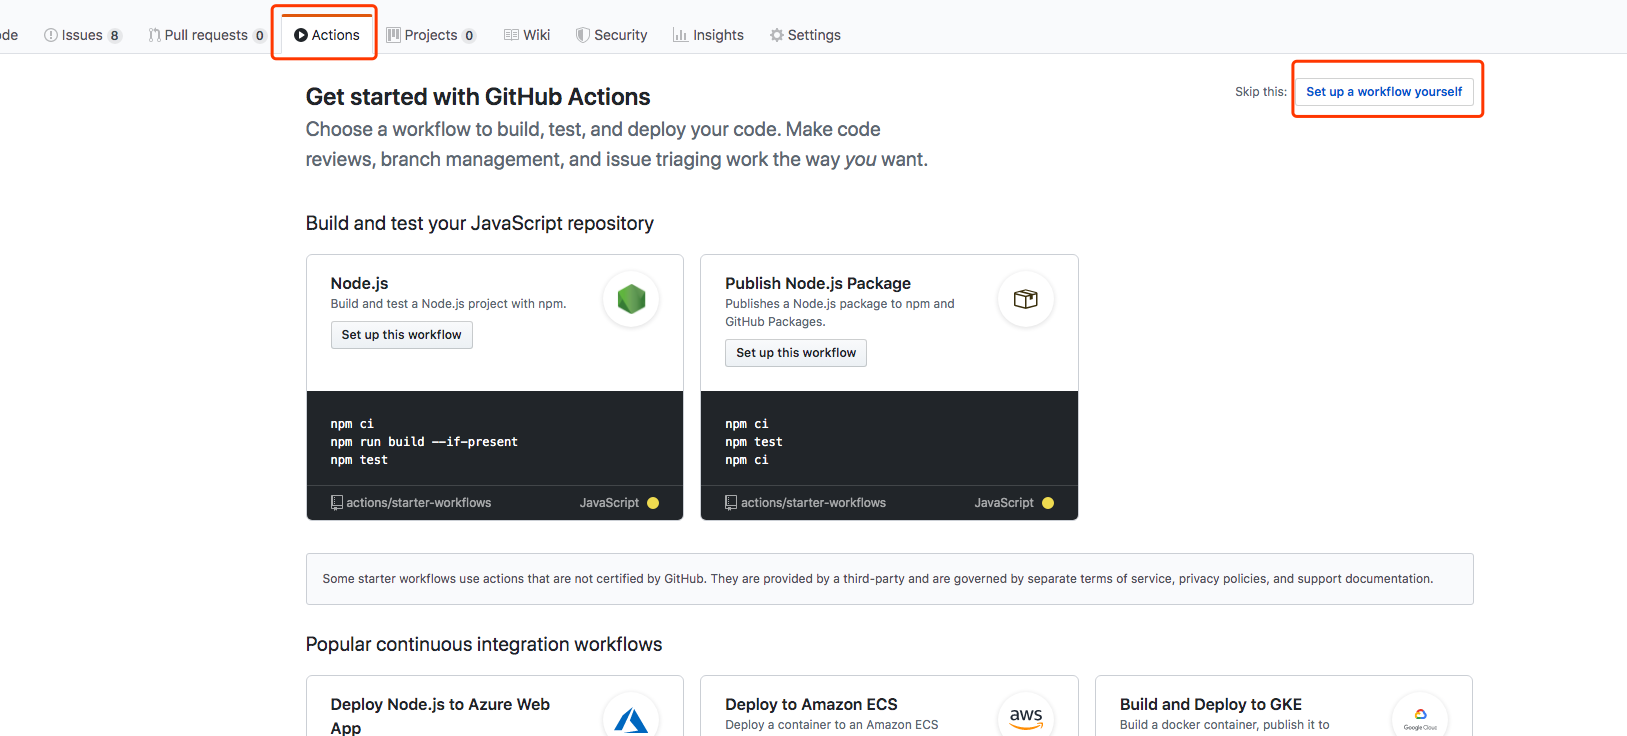 de Issues 8 Pull requests 0 Actions Projects 0 Wiki Security Insights Settings
Get started with GitHub Actions
Skip this: Set up a workflow yourself
Choose a workflow to build, test, and deploy your code. Make code
reviews, branch management, and issue triaging work the way you want.
Build and test your JavaScript repository
Node.js
Build and test a Node.js project with npm.
Set up this workflow
npm ci
npm run build --if-present
npm test
actions/starter-workflows JavaScript
Publish Node.js Package
Publishes a Node.js package to npm and
GitHub Packages.
Set up this workflow
npm ci
npm test
npm ci
actions/starter-workflows JavaScript
Some starter workflows use actions that are not certified by GitHub. They are provided by a third-party and are governed by separate terms of service, privacy policies, and support documentation.
Popular continuous integration workflows
Deploy Node.js to Azure Web
App
Deploy to Amazon ECS
Deploy a container to an Amazon ECS
aws
Build and Deploy to GKE
Build a docker container, publish it to
Google Cloud